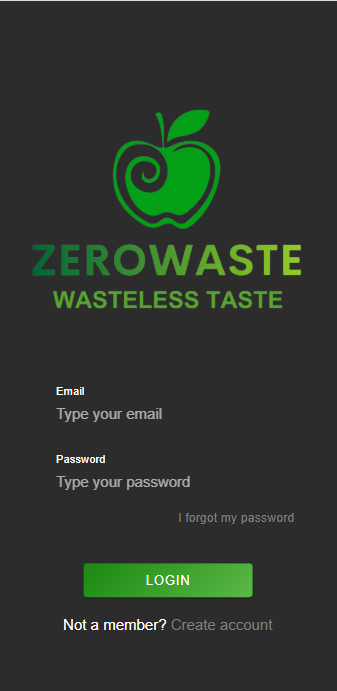 ZEROWASTE
WASTELESS TASTE
Email
Type your email
Password
Type your password
I forgot my password
LOGIN
Not a member? Create account